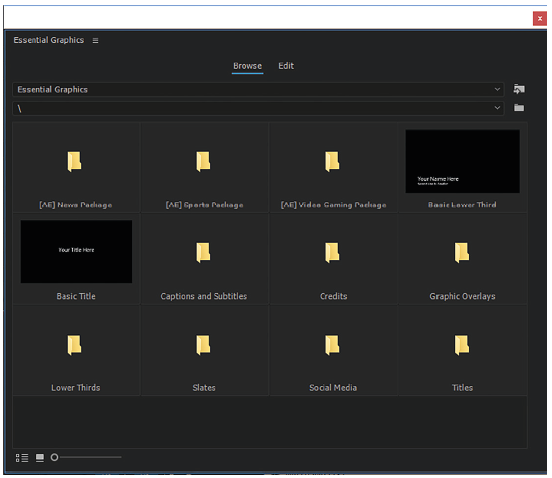 Essential Graphics
Browse Edit
Essential Graphics
\
Your Name Here
[AE] News Package [AE] Sports Package [AE] Video Gaming Package Basic Lower Third
Your Title Here
Basic Title Captions and Subtitles Credits Graphic Overlays
Lower Thirds Slates Social Media Titles